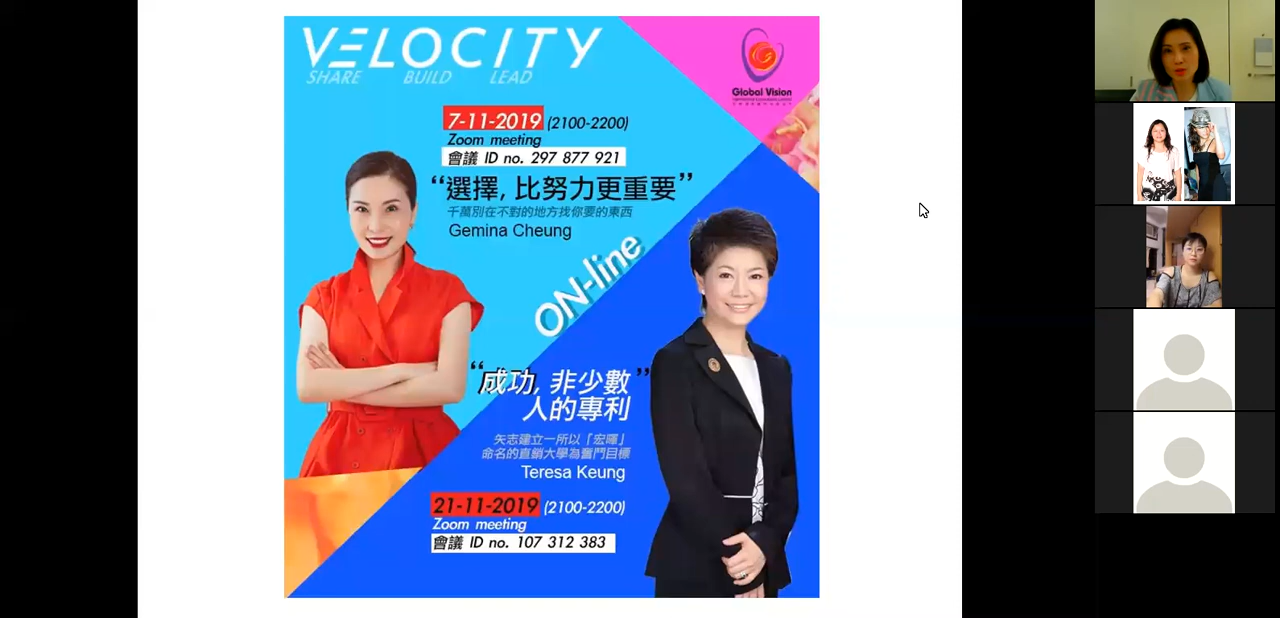 VELOCITY
SHARE BUILD LEAD
Global Vision
7-11-2019 (2100-2200)
Zoom meeting
會議 ID no. 297 877 921
“選擇, 比努力更重要”
千萬別在不對的地方找你要的東西
Gemina Cheung
ON-line
“成功, 非少數”
人的專利
矢志建立一所以「宏暉」
命名的直銷大學為奮鬥目標
Teresa Keung
21-11-2019 (2100-2200)
Zoom meeting
會議 ID no. 107 312 383